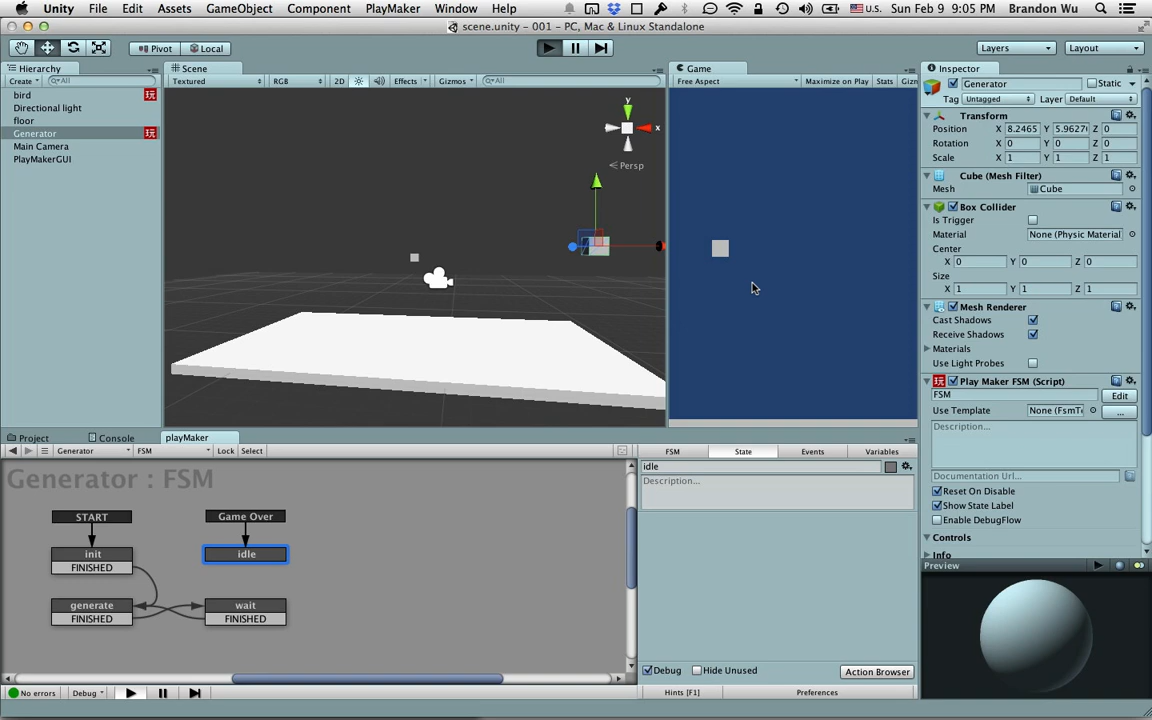 Unity File Edit Assets GameObject Component PlayMaker Window Help U.S. Sun Feb 9 9:05 PM Brandon Wu
scene.unity – 001 – PC, Mac & Linux Standalone
Pivot Local Layers Layout
Hierarchy Scene Game Inspector
Create All Textured RGB 2D Effects Gizmos All Free Aspect Maximize on Play Stats Gizn
Generator Static
Tag Untagged Layer Default
bird 玩
Directional light
floor
Generator 玩
Main Camera
PlayMakerGUI
y
x
Persp
Transform
Position X 8.2465 Y 5.9627 Z 0
Rotation X 0 Y 0 Z 0
Scale X 1 Y 1 Z 1
Cube (Mesh Filter)
Mesh Cube
Box Collider
Is Trigger
Material None (Physic Material
Center
X 0 Y 0 Z 0
Size
X 1 Y 1 Z 1
Mesh Renderer
Cast Shadows
Receive Shadows
Materials
Use Light Probes
玩 Play Maker FSM (Script)
FSM Edit
Use Template None (FsmT ...
Description...
Documentation Url...
Reset On Disable
Show State Label
Enable DebugFlow
Controls
Info
Preview
Project Console playMaker
Generator FSM Lock Select
Generator : FSM
START
init
FINISHED
Game Over
idle
generate
FINISHED
wait
FINISHED
FSM State Events Variables
idle
Description...
Debug Hide Unused Action Browser
No errors Debug Hints [F1] Preferences